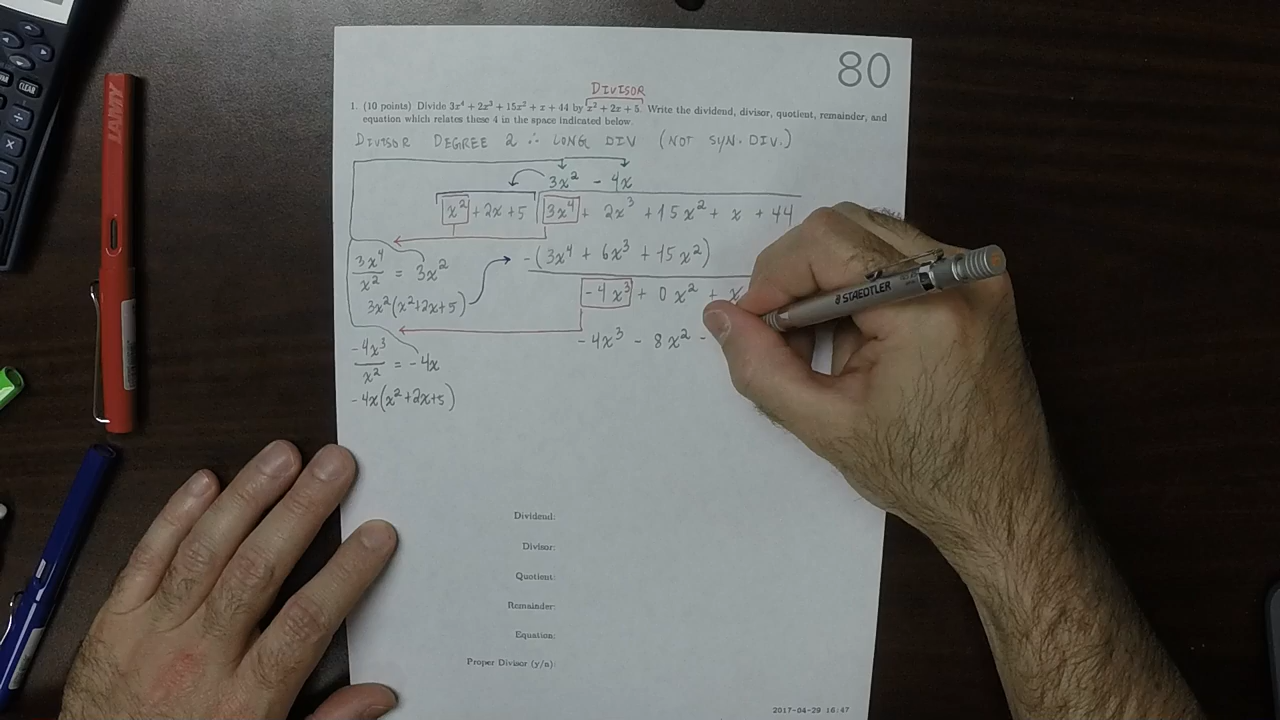 80
DIVISOR
1. (10 points) Divide 3x⁴ + 2x³ + 15x² + x + 44 by x² + 2x + 5. Write the dividend, divisor, quotient, remainder, and
equation which relates these 4 in the space indicated below.
DIVISOR DEGREE 2 ∴ LONG DIV (NOT SYN. DIV.)
3x² - 4x
x² + 2x + 5 3x⁴ + 2x³ + 15x² + x + 44
-(3x⁴ + 6x³ + 15x²)
3x⁴/x² = 3x²
3x²(x²+2x+5)
-4x³ + 0x² + x
-4x³ - 8x² -
-4x³/x² = -4x
-4x(x²+2x+5)
Dividend:
Divisor:
Quotient:
Remainder:
Equation:
Proper Divisor (y/n):
2017-04-29 16:47
LAMY
STAEDTLER
CLEAR
÷
×
−
+